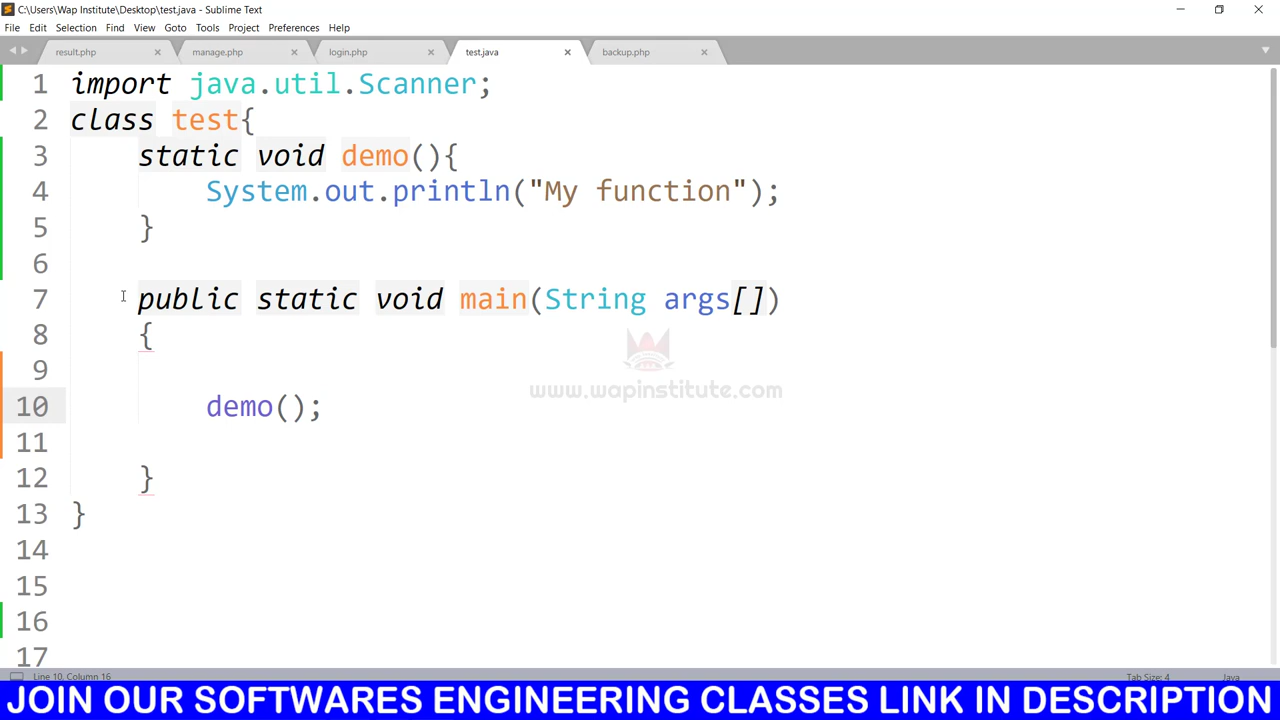 C:\Users\Wap Institute\Desktop\test.java - Sublime Text
File Edit Selection Find View Goto Tools Project Preferences Help
result.php manage.php login.php test.java backup.php
1 import java.util.Scanner;
2 class test{
3 static void demo(){
4 System.out.println("My function");
5 }
6
7 public static void main(String args[])
8 {
9
10 demo();
11
12 }
13 }
14
15
16
17
www.wapinstitute.com
Line 10, Column 16 Tab Size: 4 Java
JOIN OUR SOFTWARES ENGINEERING CLASSES LINK IN DESCRIPTION